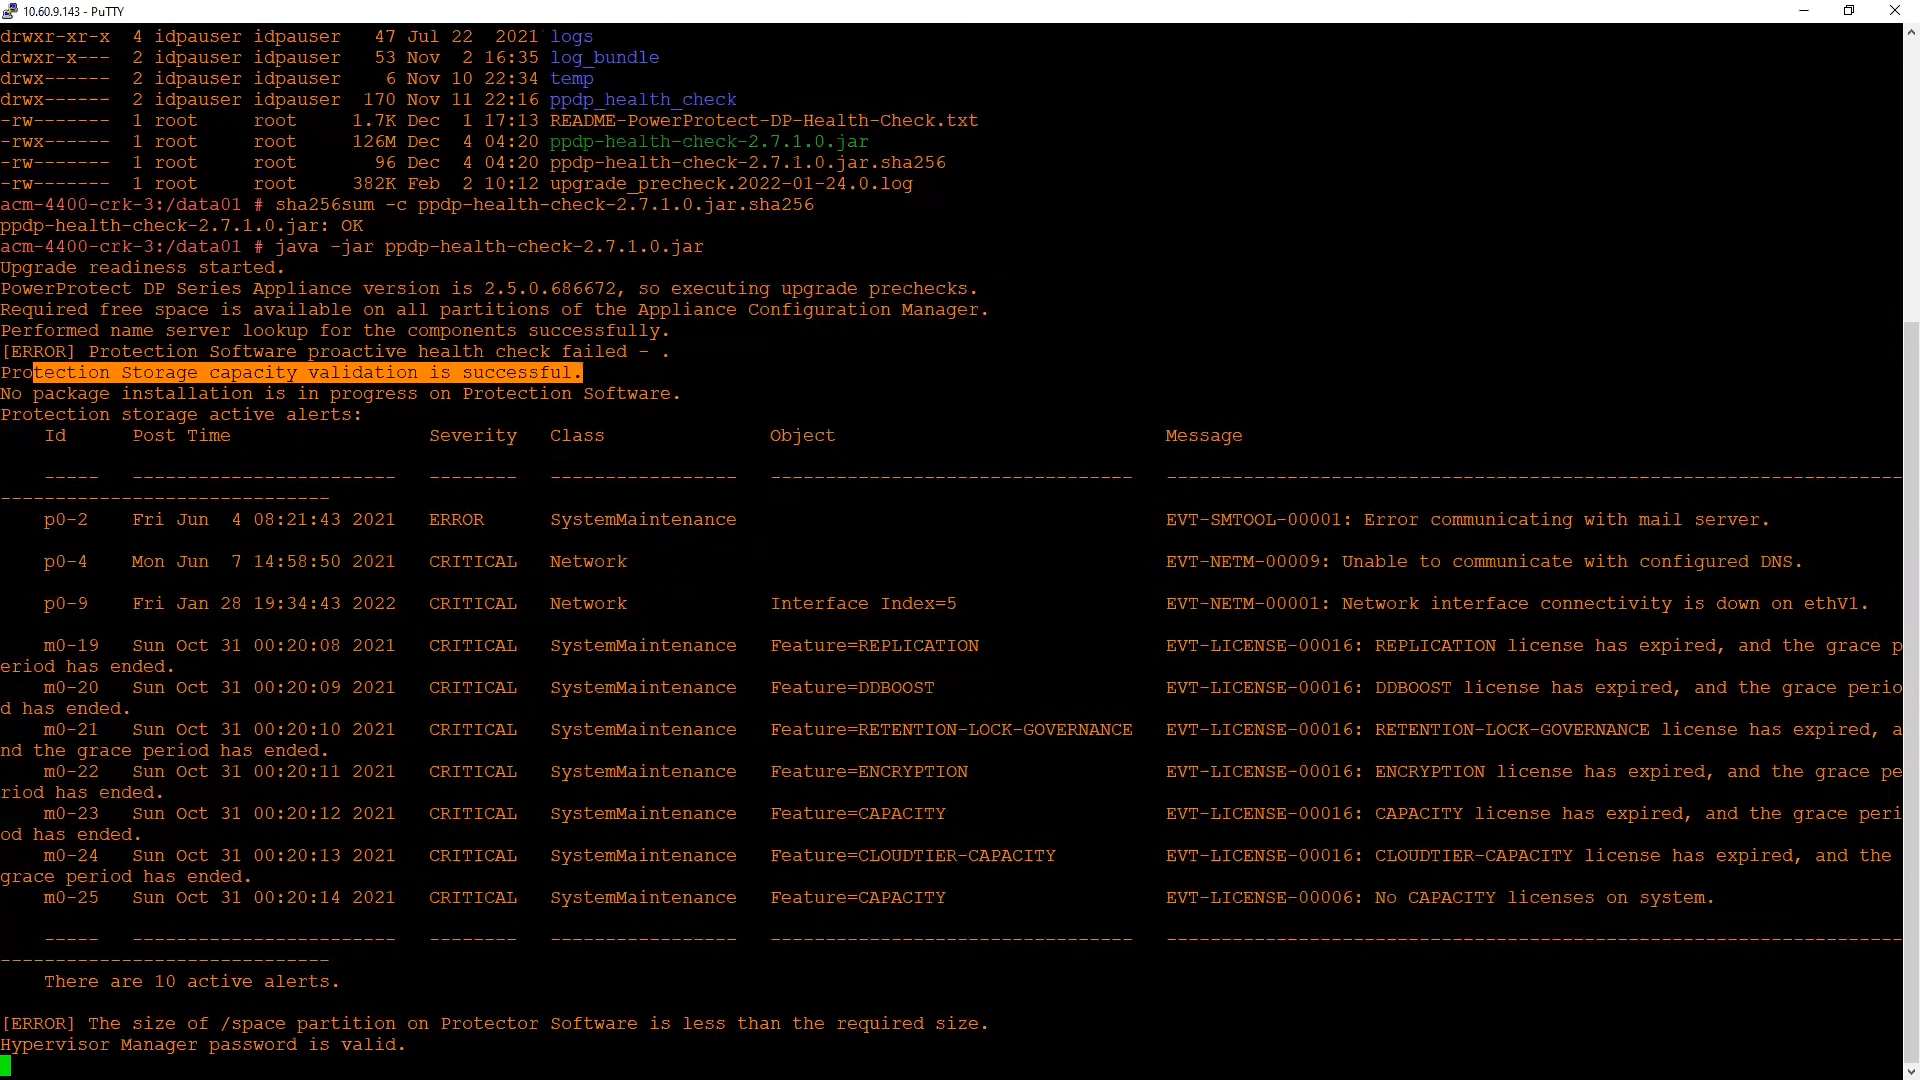 10.60.9.143 - PuTTY
drwxr-xr-x  4 idpauser idpauser   47 Jul 22  2021 logs
drwxr-x---  2 idpauser idpauser   53 Nov  2 16:35 log_bundle
drwx------  2 idpauser idpauser    6 Nov 10 22:34 temp
drwx------  2 idpauser idpauser  170 Nov 11 22:16 ppdp_health_check
-rw-------  1 root     root     1.7K Dec  1 17:13 README-PowerProtect-DP-Health-Check.txt
-rwx------  1 root     root     126M Dec  4 04:20 ppdp-health-check-2.7.1.0.jar
-rw-------  1 root     root       96 Dec  4 04:20 ppdp-health-check-2.7.1.0.jar.sha256
-rw-------  1 root     root     382K Feb  2 10:12 upgrade_precheck.2022-01-24.0.log
acm-4400-crk-3:/data01 # sha256sum -c ppdp-health-check-2.7.1.0.jar.sha256
ppdp-health-check-2.7.1.0.jar: OK
acm-4400-crk-3:/data01 # java -jar ppdp-health-check-2.7.1.0.jar
Upgrade readiness started.
PowerProtect DP Series Appliance version is 2.5.0.686672, so executing upgrade prechecks.
Required free space is available on all partitions of the Appliance Configuration Manager.
Performed name server lookup for the components successfully.
[ERROR] Protection Software proactive health check failed - .
Protection Storage capacity validation is successful.
No package installation is in progress on Protection Software.
Protection storage active alerts:
    Id      Post Time                  Severity   Class             Object                              Message
    -----   ------------------------   --------   -----------------   ---------------------------------   -------------------------------------------------------------------
------------------------------
    p0-2    Fri Jun  4 08:21:43 2021   ERROR      SystemMaintenance                                       EVT-SMTOOL-00001: Error communicating with mail server.
    p0-4    Mon Jun  7 14:58:50 2021   CRITICAL   Network                                                 EVT-NETM-00009: Unable to communicate with configured DNS.
    p0-9    Fri Jan 28 19:34:43 2022   CRITICAL   Network             Interface Index=5                   EVT-NETM-00001: Network interface connectivity is down on ethV1.
    m0-19   Sun Oct 31 00:20:08 2021   CRITICAL   SystemMaintenance   Feature=REPLICATION                 EVT-LICENSE-00016: REPLICATION license has expired, and the grace p
eriod has ended.
    m0-20   Sun Oct 31 00:20:09 2021   CRITICAL   SystemMaintenance   Feature=DDBOOST                     EVT-LICENSE-00016: DDBOOST license has expired, and the grace perio
d has ended.
    m0-21   Sun Oct 31 00:20:10 2021   CRITICAL   SystemMaintenance   Feature=RETENTION-LOCK-GOVERNANCE   EVT-LICENSE-00016: RETENTION-LOCK-GOVERNANCE license has expired, a
nd the grace period has ended.
    m0-22   Sun Oct 31 00:20:11 2021   CRITICAL   SystemMaintenance   Feature=ENCRYPTION                  EVT-LICENSE-00016: ENCRYPTION license has expired, and the grace pe
riod has ended.
    m0-23   Sun Oct 31 00:20:12 2021   CRITICAL   SystemMaintenance   Feature=CAPACITY                    EVT-LICENSE-00016: CAPACITY license has expired, and the grace peri
od has ended.
    m0-24   Sun Oct 31 00:20:13 2021   CRITICAL   SystemMaintenance   Feature=CLOUDTIER-CAPACITY          EVT-LICENSE-00016: CLOUDTIER-CAPACITY license has expired, and the
grace period has ended.
    m0-25   Sun Oct 31 00:20:14 2021   CRITICAL   SystemMaintenance   Feature=CAPACITY                    EVT-LICENSE-00006: No CAPACITY licenses on system.
    -----   ------------------------   --------   -----------------   ---------------------------------   -------------------------------------------------------------------
------------------------------
    There are 10 active alerts.
[ERROR] The size of /space partition on Protector Software is less than the required size.
Hypervisor Manager password is valid.